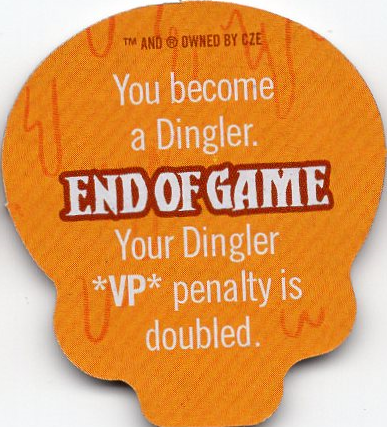 ™ AND ® OWNED BY CZE
You become
a Dingler.
END OF GAME
Your Dingler
*VP* penalty is
doubled.